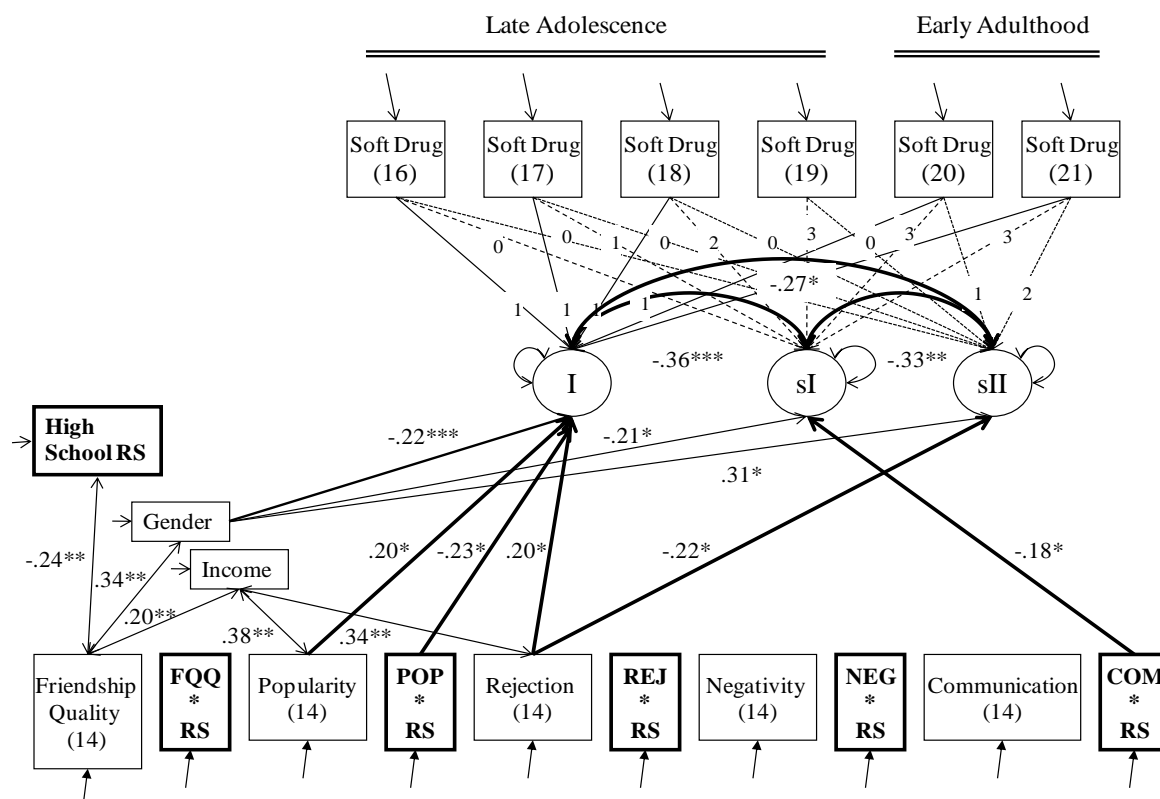 Late Adolescence Early Adulthood
Soft Drug Soft Drug Soft Drug Soft Drug Soft Drug Soft Drug
(16) (17) (18) (19) (20) (21)
0 0 1 0 2 0 3 0 3 3
-.27*
1 1 1 1 1 2
-.36*** -.33**
I sI sII
High
School RS
-.22*** -.21*
.31*
Gender
-.24** .34** .20* -.23* .20* -.22* -.18*
Income
.20** .38** .34**
Friendship
Quality
(14)
FQQ
*
RS
Popularity
(14)
POP
*
RS
Rejection
(14)
REJ
*
RS
Negativity
(14)
NEG
*
RS
Communication
(14)
COM
*
RS